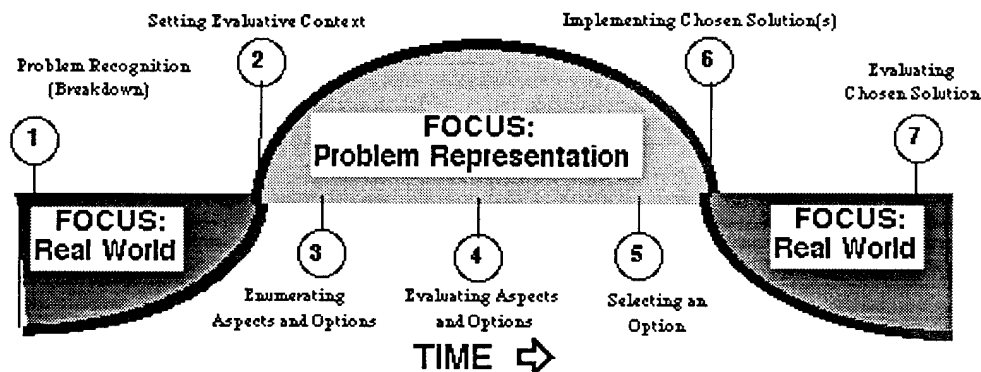 Setting Evaluative Context
Implementing Chosen Solution(s)
Problem Recognition
(Breakdown)
Evaluating
Chosen Solution
2
6
1
7
FOCUS:
Problem Representation
FOCUS:
Real World
FOCUS:
Real World
3
4
5
Enumerating
Aspects and Options
Evaluating Aspects
and Options
Selecting an
Option
TIME